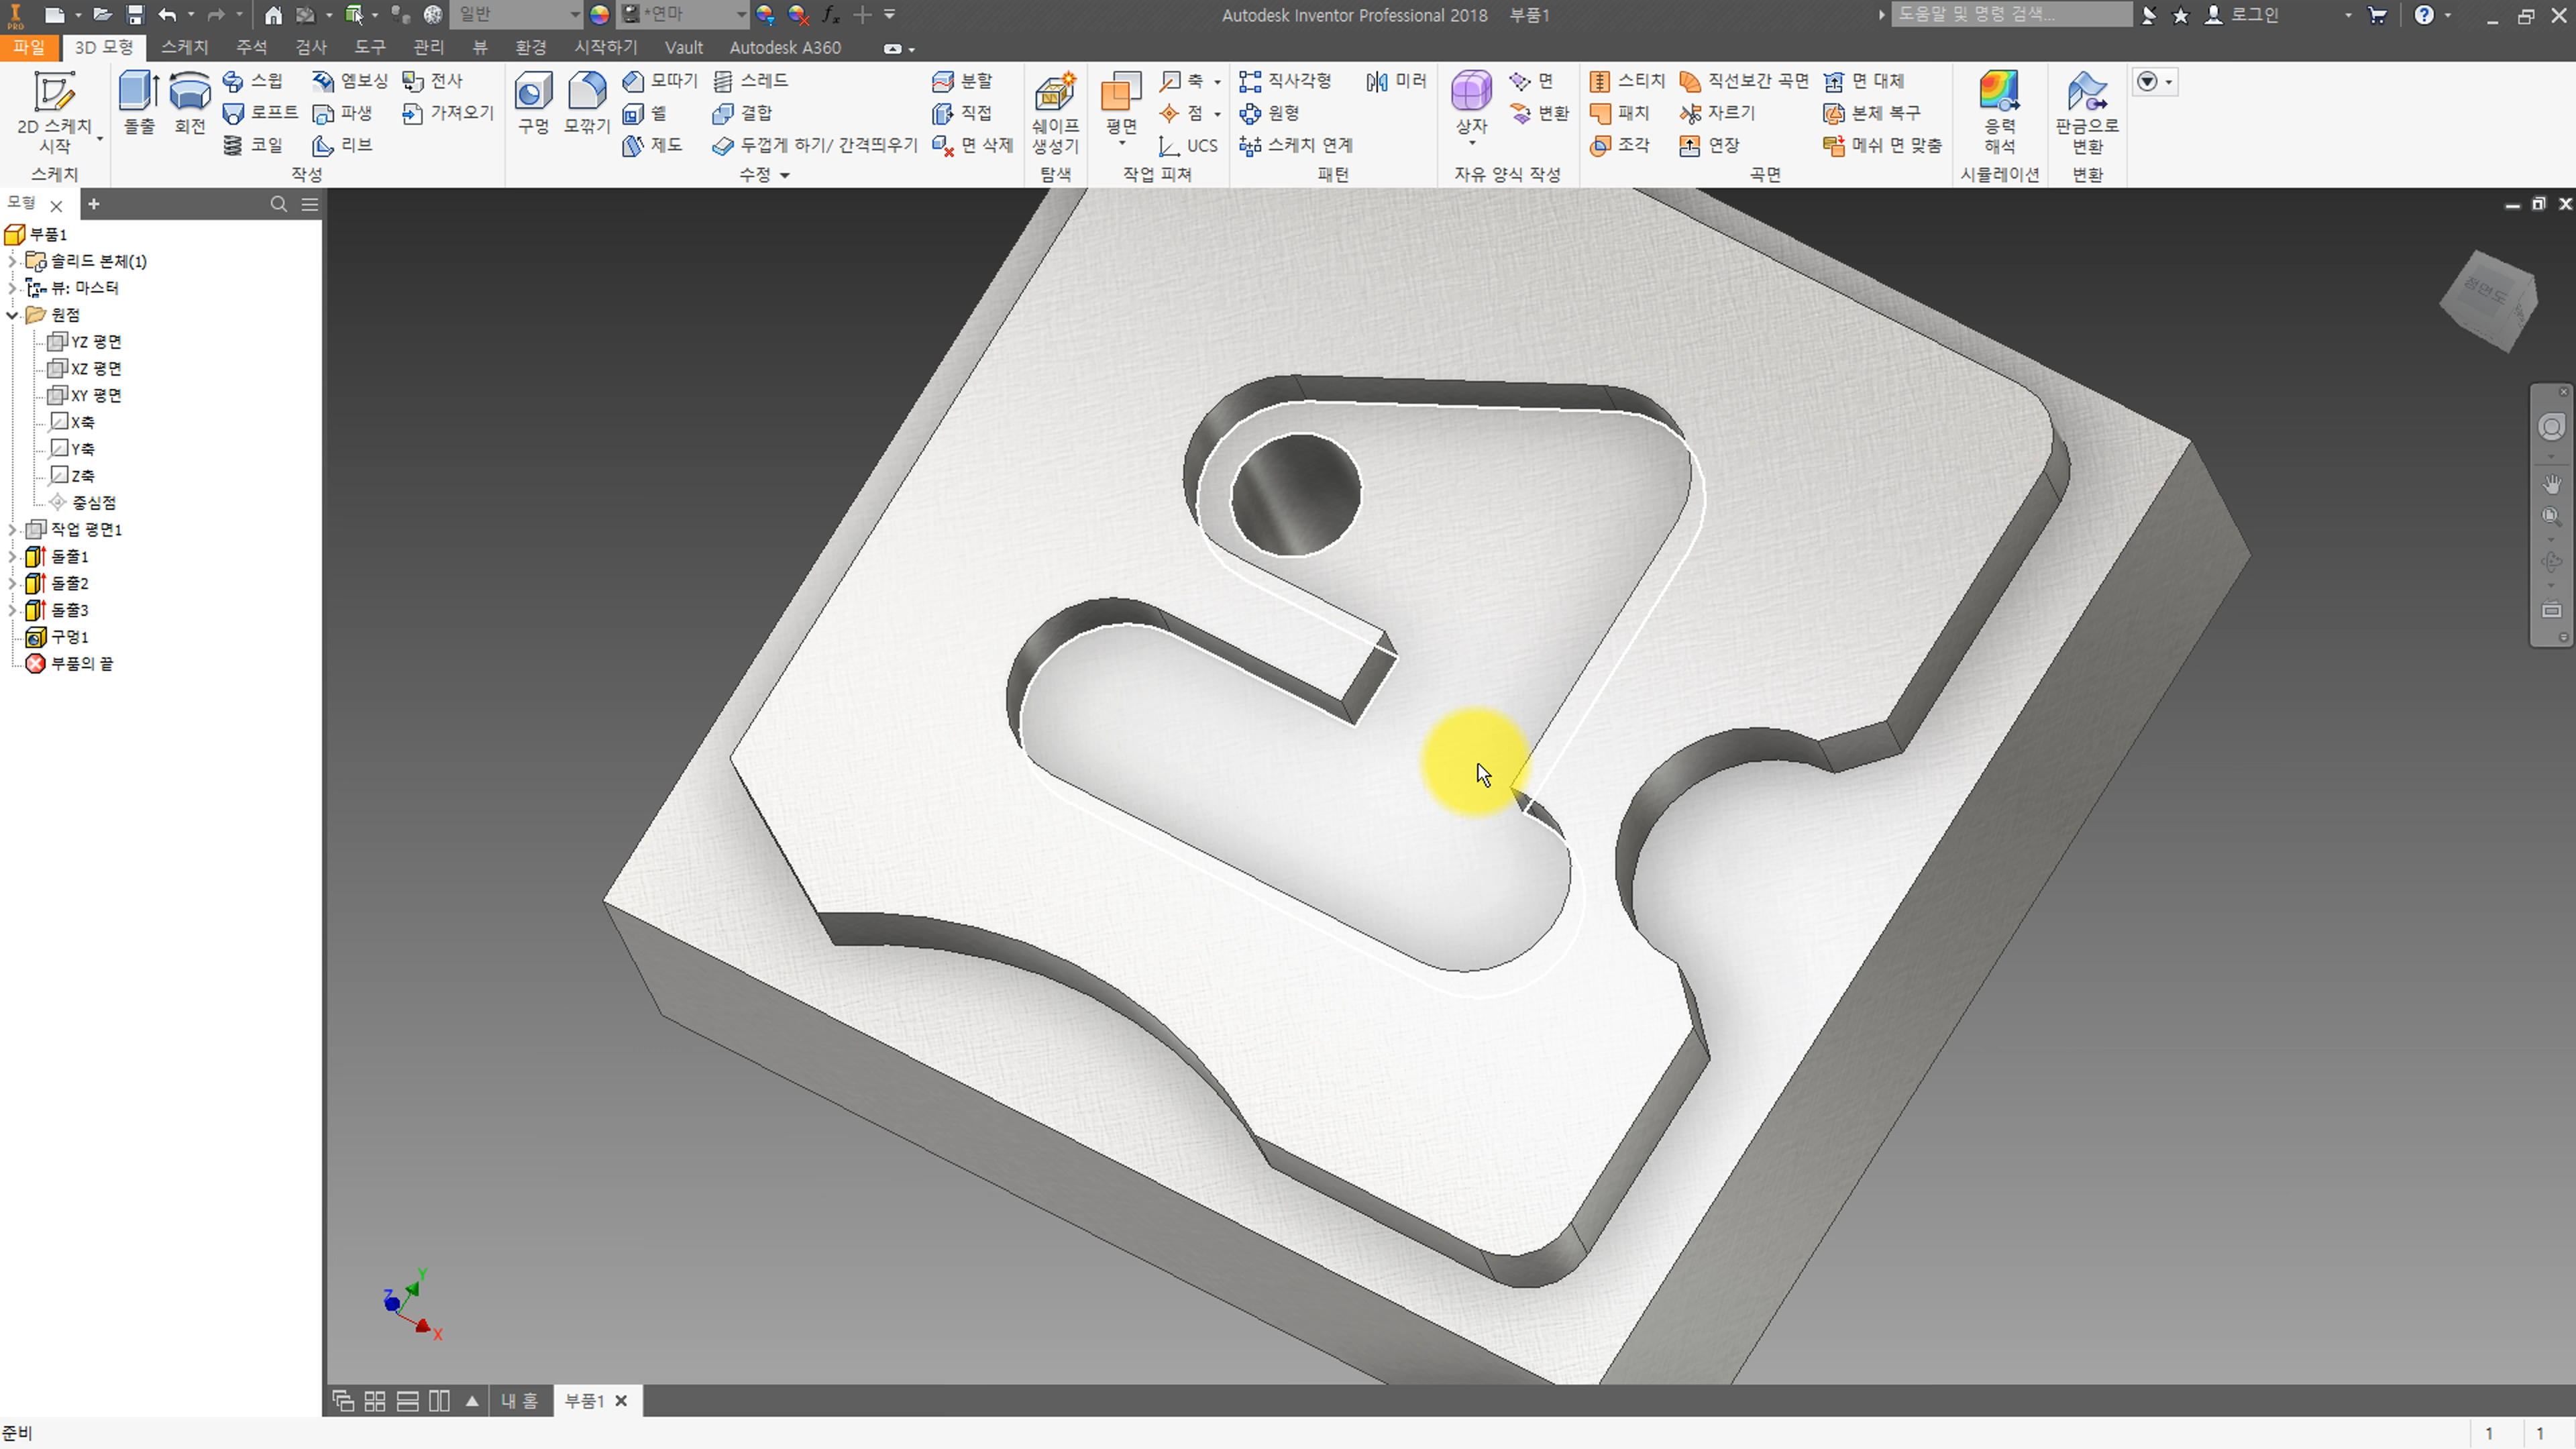 PRO 일반 *연마 fx Autodesk Inventor Professional 2018 부품1 도움말 및 명령 검색... 로그인
파일 3D 모형 스케치 주석 검사 도구 관리 뷰 환경 시작하기 Vault Autodesk A360
스윕 엠보싱 전사 모따기 스레드 분할 축 직사각형 미러 면 스티치 직선보간 곡면 면 대체
로프트 파생 가져오기 쉘 결합 직접 점 원형 변환 패치 자르기 본체 복구
2D 스케치 시작 돌출 회전 구멍 모깎기 쉐이프 생성기 평면 상자 응력 해석 판금으로 변환
코일 리브 제도 두껍게 하기/ 간격띄우기 면 삭제 UCS 스케치 연계 조각 연장 메쉬 면 맞춤
스케치 작성 수정 탐색 작업 피쳐 패턴 자유 양식 작성 곡면 시뮬레이션 변환
모형
부품1
솔리드 본체(1)
뷰: 마스터
원점
YZ 평면
XZ 평면
XY 평면
X축
Y축
Z축
중심점
작업 평면1
돌출1
돌출2
돌출3
구멍1
부품의 끝
정면도
Y
Z
X
내 홈 부품1
준비 1 1